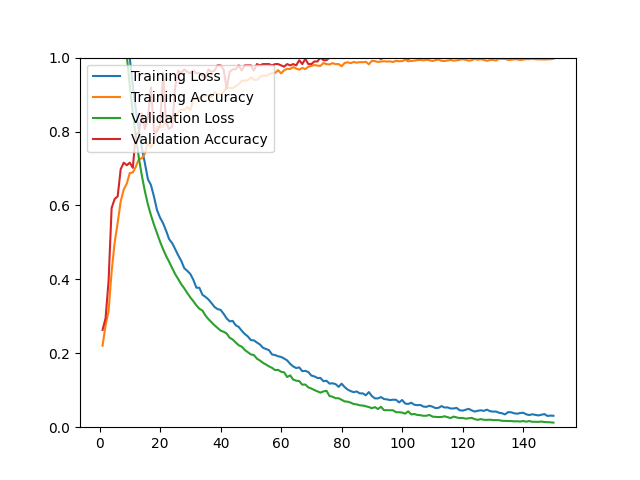 1.0
0.8
0.6
0.4
0.2
0.0
Training Loss
Training Accuracy
Validation Loss
Validation Accuracy
0 20 40 60 80 100 120 140